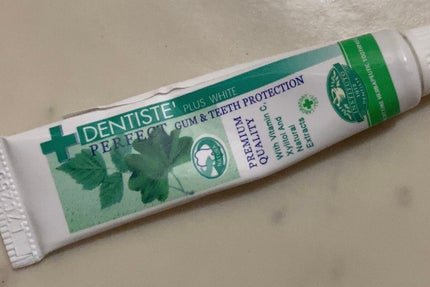 DENTISTE' PLUS WHITE
PERFECT GUM & TEETH PROTECTION
PREMIUM
QUALITY
With Vitamin C,
Xylitol And
Natural
Extracts